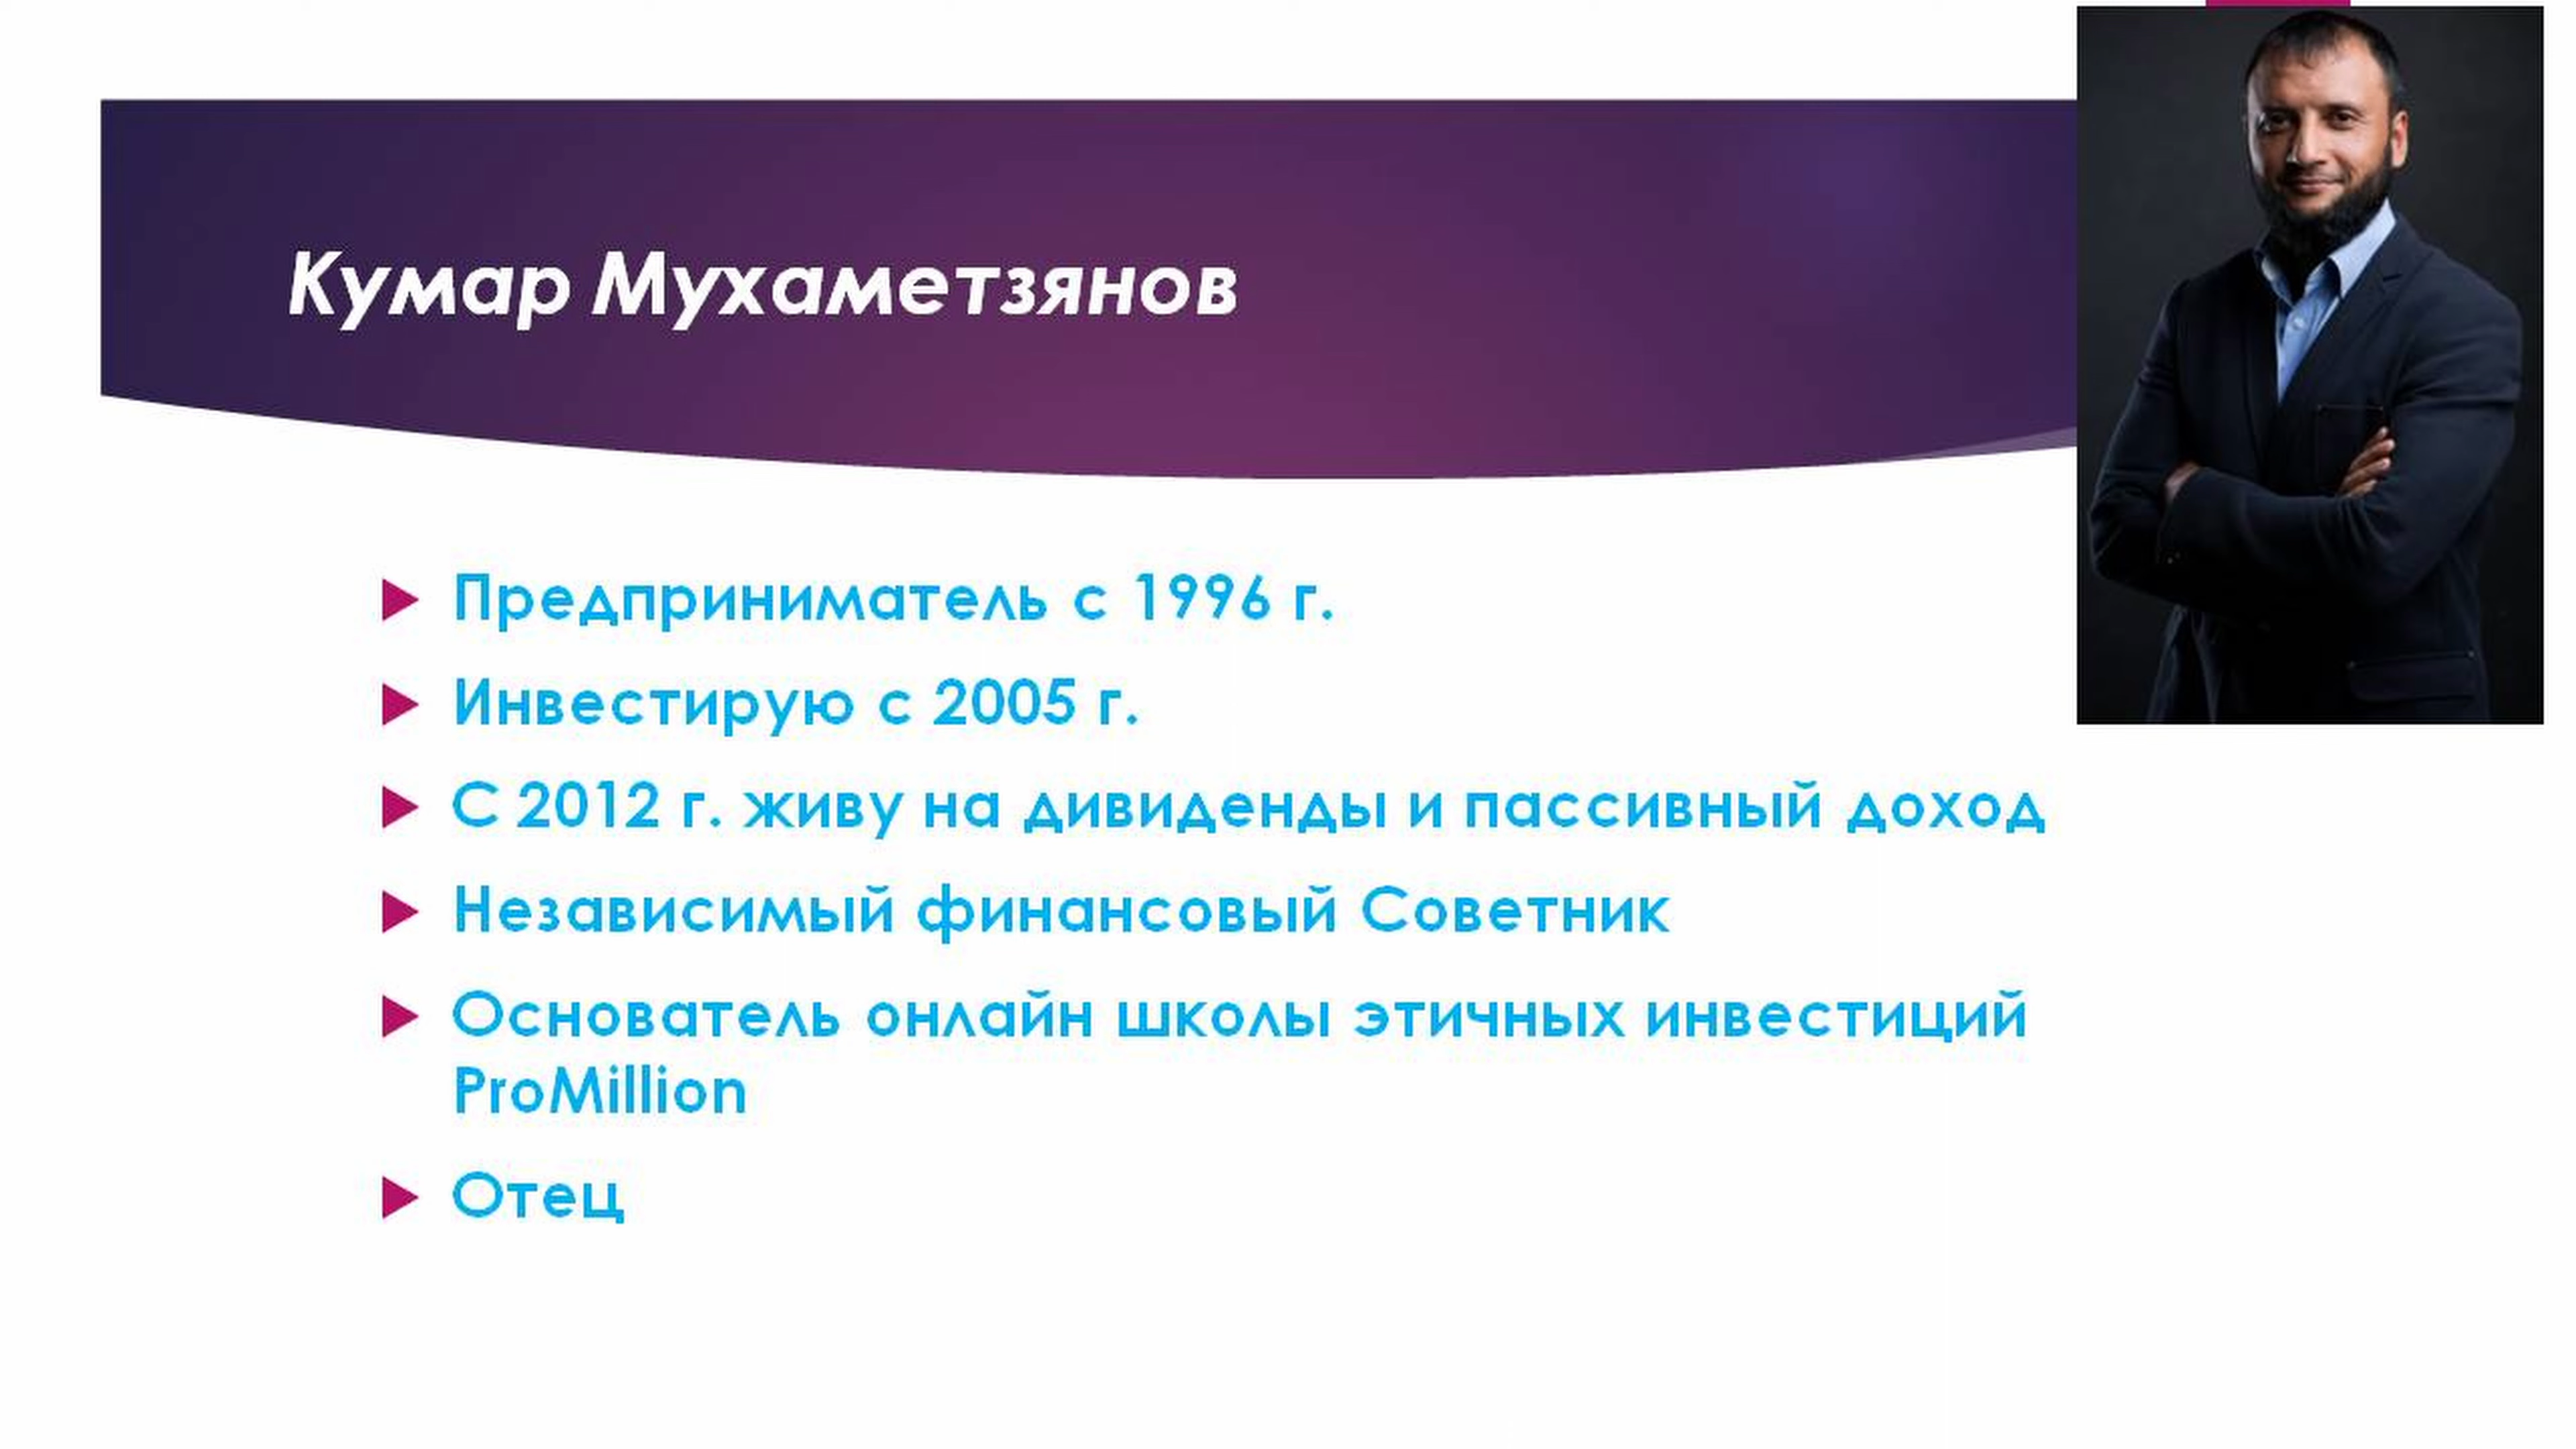 Кумар Мухаметзянов
Предприниматель с 1996 г.
Инвестирую с 2005 г.
С 2012 г. живу на дивиденды и пассивный доход
Независимый финансовый Советник
Основатель онлайн школы этичных инвестиций
ProMillion
Отец